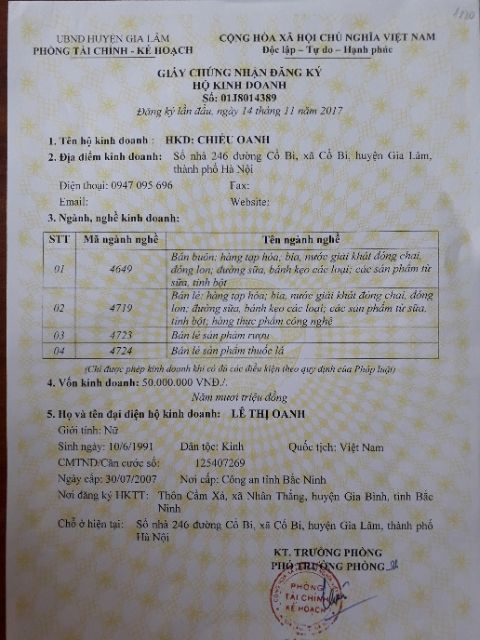 1180
UBND HUYỆN GIA LÂM
PHÒNG TÀI CHÍNH - KẾ HOẠCH
CỘNG HÒA XÃ HỘI CHỦ NGHĨA VIỆT NAM
Độc lập – Tự do – Hạnh phúc
GIẤY CHỨNG NHẬN ĐĂNG KÝ
HỘ KINH DOANH
Số: 01J8014389
Đăng ký lần đầu, ngày 14 tháng 11 năm 2017
1. Tên hộ kinh doanh : HKD: CHIẾU OANH
2. Địa điểm kinh doanh: Số nhà 246 đường Cổ Bi, xã Cổ Bi, huyện Gia Lâm,
thành phố Hà Nội
Điện thoại: 0947 095 696 Fax:
Email: Website:
3. Ngành, nghề kinh doanh:
STT Mã ngành nghề Tên ngành nghề
01 4649 Bán buôn: hàng tạp hóa; bia, nước giải khát đóng chai,
đóng lon; đường sữa, bánh kẹo các loại; các sản phẩm từ
sữa, tinh bột
02 4719 Bán lẻ: hàng tạp hóa; bia, nước giải khát đóng chai, đóng
lon; đường sữa, bánh kẹo các loại; các sản phẩm từ sữa,
tinh bột; hàng thực phẩm công nghệ
03 4723 Bán lẻ sản phẩm rượu
04 4724 Bán lẻ sản phẩm thuốc lá
(Chỉ được phép kinh doanh khi có đủ các điều kiện theo quy định của Pháp luật)
4. Vốn kinh doanh: 50.000.000 VNĐ/.
Năm mươi triệu đồng
5. Họ và tên đại diện hộ kinh doanh: LÊ THỊ OANH
Giới tính: Nữ
Sinh ngày: 10/6/1991 Dân tộc: Kinh Quốc tịch: Việt Nam
CMTND/Căn cước số: 125407269
Ngày cấp: 30/07/2007 Nơi cấp: Công an tỉnh Bắc Ninh
Nơi đăng ký HKTT: Thôn Cầm Xá, xã Nhân Thắng, huyện Gia Bình, tỉnh Bắc
Ninh
Chỗ ở hiện tại: Số nhà 246 đường Cổ Bi, xã Cổ Bi, huyện Gia Lâm, thành phố
Hà Nội
KT. TRƯỞNG PHÒNG
PHÓ TRƯỞNG PHÒNG
PHÒNG
TÀI CHÍNH
KẾ HOẠCH